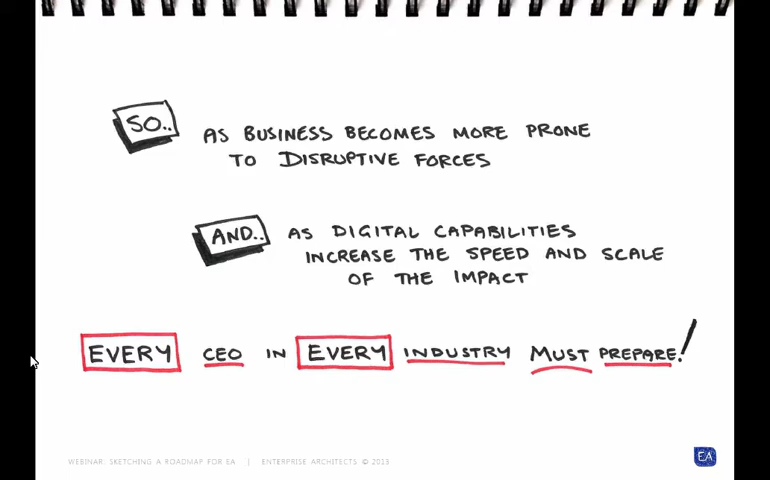 SO.. AS BUSINESS BECOMES MORE PRONE
TO DISRUPTIVE FORCES
AND.. AS DIGITAL CAPABILITIES
INCREASE THE SPEED AND SCALE
OF THE IMPACT
EVERY CEO IN EVERY INDUSTRY MUST PREPARE!
WEBINAR: SKETCHING A ROADMAP FOR EA | ENTERPRISE ARCHITECTS © 2013
EA